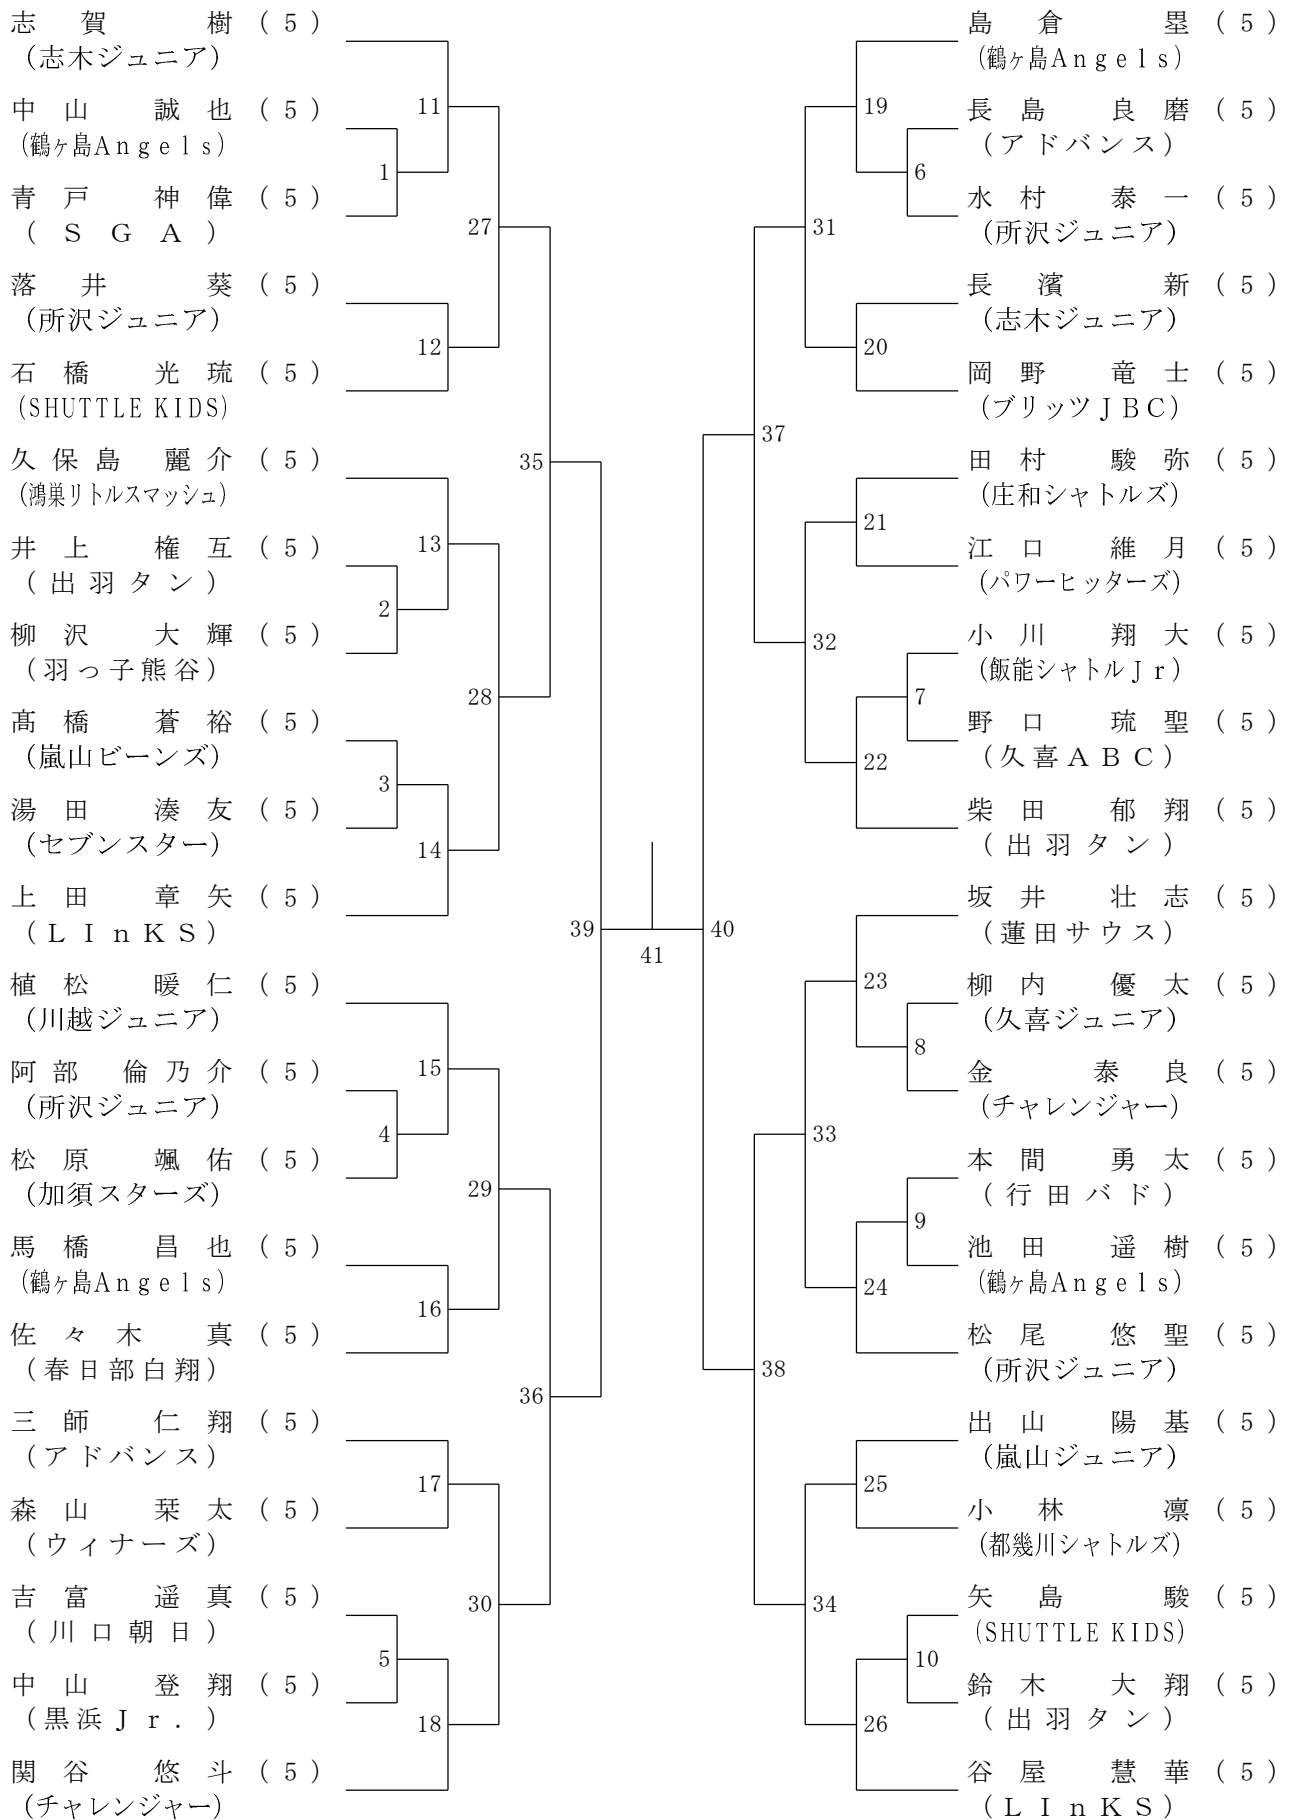 志賀 樹 (5)
(志木ジュニア)
中山 誠也 (5)
(鶴ヶ島Angels)
青戸 神偉 (5)
(SGA)
落井 葵 (5)
(所沢ジュニア)
石橋 光琉 (5)
(SHUTTLE KIDS)
久保島 麗介 (5)
(鴻巣リトルスマッシュ)
井上 権互 (5)
(出羽タン)
柳沢 大輝 (5)
(羽っ子熊谷)
髙橋 蒼裕 (5)
(嵐山ビーンズ)
湯田 湊友 (5)
(セブンスター)
上田 章矢 (5)
(LInKS)
植松 暖仁 (5)
(川越ジュニア)
阿部 倫乃介 (5)
(所沢ジュニア)
松原 颯佑 (5)
(加須スターズ)
馬橋 昌也 (5)
(鶴ヶ島Angels)
佐々木 真 (5)
(春日部白翔)
三師 仁翔 (5)
(アドバンス)
森山 栞太 (5)
(ウィナーズ)
吉富 遥真 (5)
(川口朝日)
中山 登翔 (5)
(黒浜Jr.)
関谷 悠斗 (5)
(チャレンジャー)
1
2
3
4
5
11
12
13
14
15
16
17
18
27
28
29
30
35
36
39
41
40
37
38
31
32
33
34
19
20
21
22
23
24
25
26
6
7
8
9
10
島倉 塁 (5)
(鶴ヶ島Angels)
長島 良磨 (5)
(アドバンス)
水村 泰一 (5)
(所沢ジュニア)
長濱 新 (5)
(志木ジュニア)
岡野 竜士 (5)
(ブリッツJBC)
田村 駿弥 (5)
(庄和シャトルズ)
江口 維月 (5)
(パワーヒッターズ)
小川 翔大 (5)
(飯能シャトルJr)
野口 琉聖 (5)
(久喜ABC)
柴田 郁翔 (5)
(出羽タン)
坂井 壮志 (5)
(蓮田サウス)
柳内 優太 (5)
(久喜ジュニア)
金 泰良 (5)
(チャレンジャー)
本間 勇太 (5)
(行田バド)
池田 遥樹 (5)
(鶴ヶ島Angels)
松尾 悠聖 (5)
(所沢ジュニア)
出山 陽基 (5)
(嵐山ジュニア)
小林 凛 (5)
(都幾川シャトルズ)
矢島 駿 (5)
(SHUTTLE KIDS)
鈴木 大翔 (5)
(出羽タン)
谷屋 慧華 (5)
(LInKS)